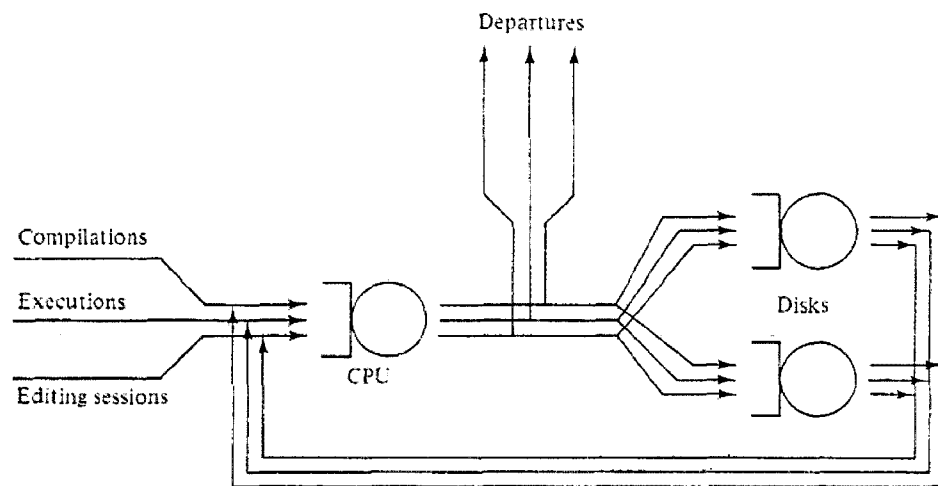 Departures
Compilations
Executions
Disks
CPU
Editing sessions